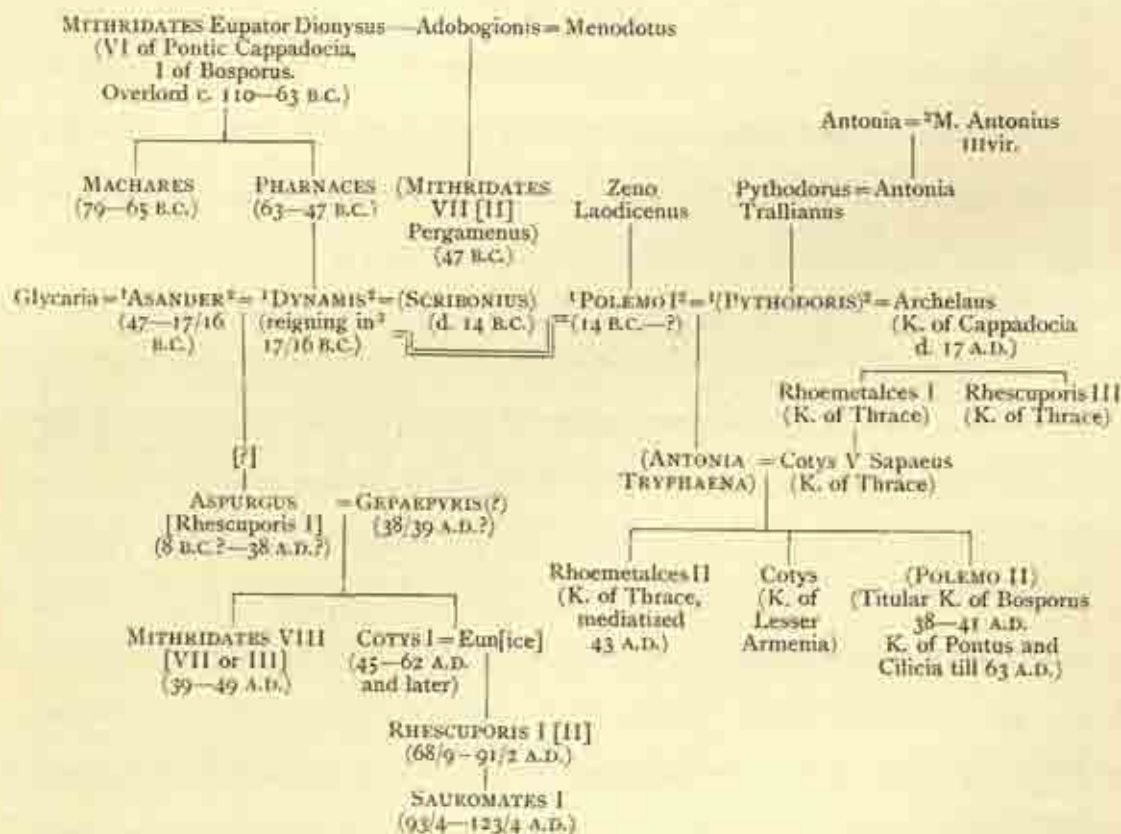 MITHRIDATES Eupator Dionysus — Adobogionis = Menodotus
(VI of Pontic Cappadocia,
I of Bosporus.
Overlord c. 110—63 B.C.)
Antonia = ²M. Antonius
IIIvir.
MACHARES
(79—65 B.C.)
PHARNACES
(63—47 B.C.)
(MITHRIDATES
VII [II]
Pergamenus)
(47 B.C.)
Zeno
Laodicenus
Pythodorus = Antonia
Trallianus
Glycaria = ¹ASANDER² = ¹DYNAMIS² = (SCRIBONIUS) = ¹POLEMO I² = ¹(PYTHODORIS)² = Archelaus
(47—17/16
B.C.)
(reigning in³ =
17/16 B.C.)
(d. 14 B.C.)
(14 B.C.—?)
(K. of Cappadocia
d. 17 A.D.)
Rhoemetalces I
(K. of Thrace)
Rhescuporis III
(K. of Thrace)
[?]
(ANTONIA = Cotys V Sapaeus
TRYPHAENA) (K. of Thrace)
ASPURGUS = GEPAEPYRIS(?)
[Rhescuporis I] (38/39 A.D.?)
(8 B.C.?—38 A.D.?)
Rhoemetalces II
(K. of Thrace,
mediatized
43 A.D.)
Cotys
(K. of
Lesser
Armenia)
(POLEMO II)
(Titular K. of Bosporus
38—41 A.D.
K. of Pontus and
Cilicia till 63 A.D.)
MITHRIDATES VIII
[VII or III]
(39—49 A.D.)
COTYS I = Eun[ice]
(45—62 A.D.
and later)
RHESCUPORIS I [II]
(68/9–91/2 A.D.)
SAUROMATES I
(93/4—123/4 A.D.)